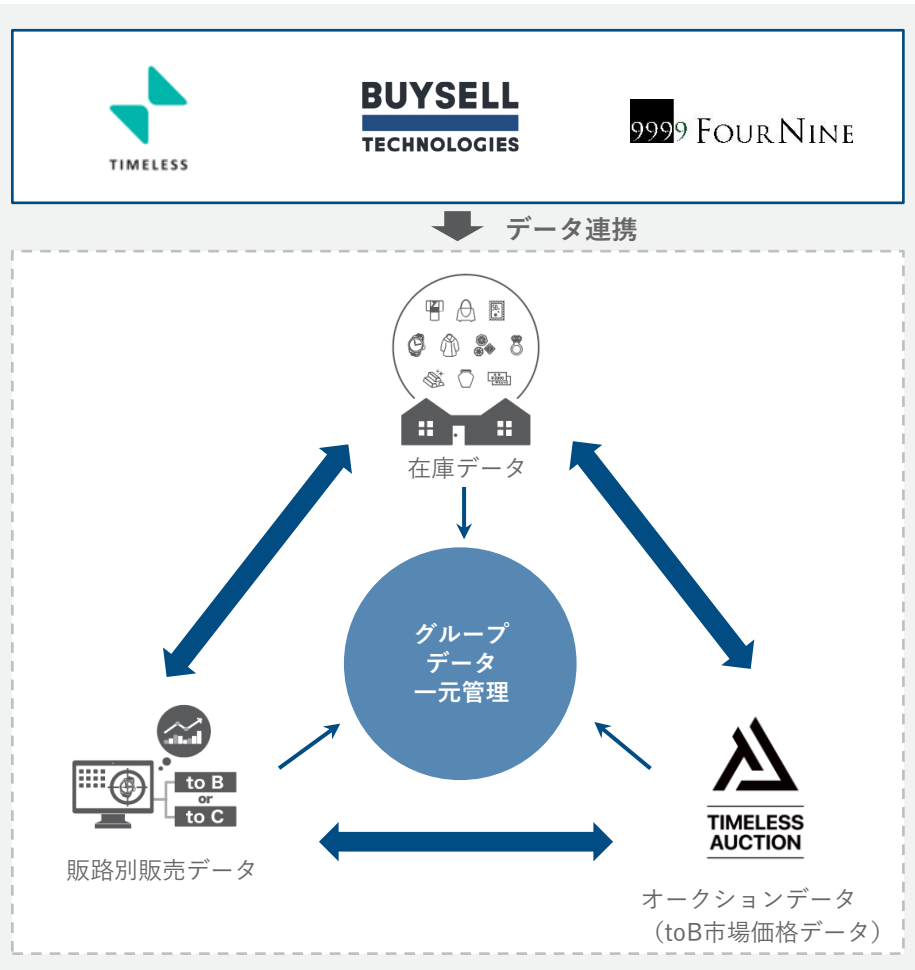 TIMELESS
BUYSELL
TECHNOLOGIES
9999 FOUR NINE
データ連携
在庫データ
グループ
データ
一元管理
to B
or
to C
販路別販売データ
TIMELESS
AUCTION
オークションデータ
（toB市場価格データ）